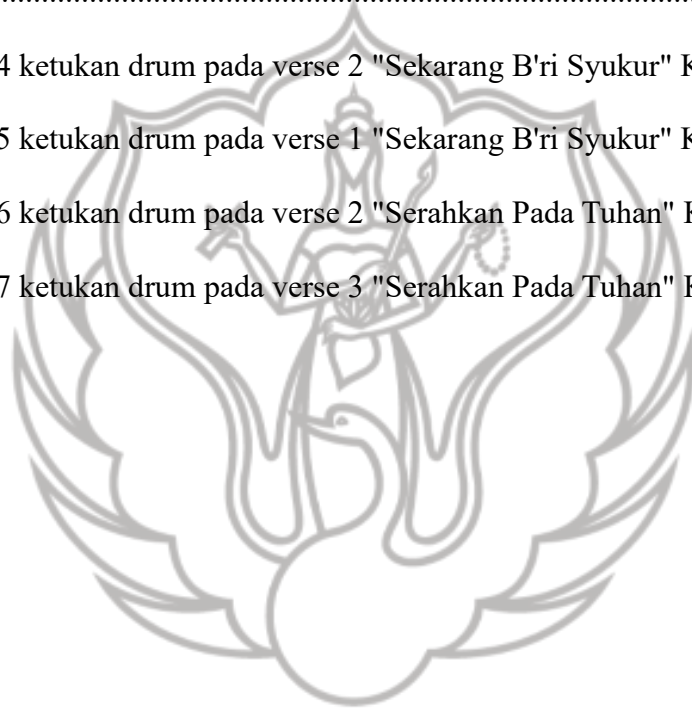 4 ketukan drum pada verse 2 "Sekarang B'ri Syukur" K
5 ketukan drum pada verse 1 "Sekarang B'ri Syukur" K
6 ketukan drum pada verse 2 "Serahkan Pada Tuhan" K
7 ketukan drum pada verse 3 "Serahkan Pada Tuhan" K